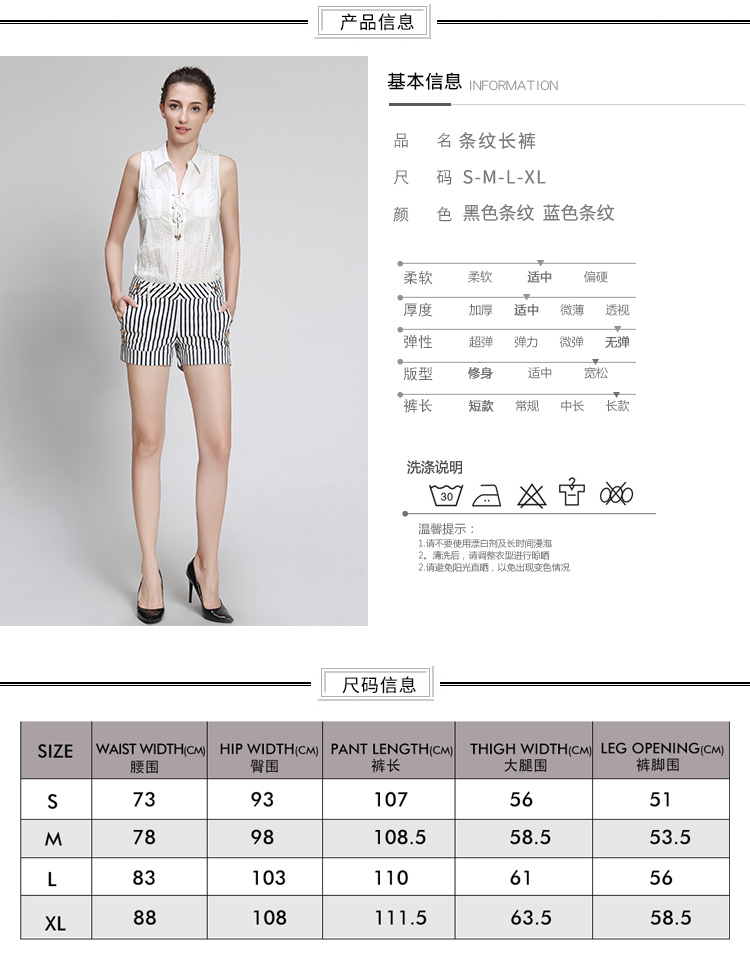 产品信息
基本信息 INFORMATION
品 名 条纹长裤
尺 码 S-M-L-XL
颜 色 黑色条纹 蓝色条纹
柔软 柔软 适中 偏硬
厚度 加厚 适中 微薄 透视
弹性 超弹 弹力 微弹 无弹
版型 修身 适中 宽松
裤长 短款 常规 中长 长款
洗涤说明
30
温馨提示：
1.请不要使用漂白剂及长时间浸泡
2。清洗后，请调整衣型进行晾晒
2.请避免阳光直晒，以免出现变色情况
尺码信息
SIZE WAIST WIDTH(CM) HIP WIDTH(CM) PANT LENGTH(CM) THIGH WIDTH(CM) LEG OPENING(CM)
腰围 臀围 裤长 大腿围 裤脚围
S 73 93 107 56 51
M 78 98 108.5 58.5 53.5
L 83 103 110 61 56
XL 88 108 111.5 63.5 58.5